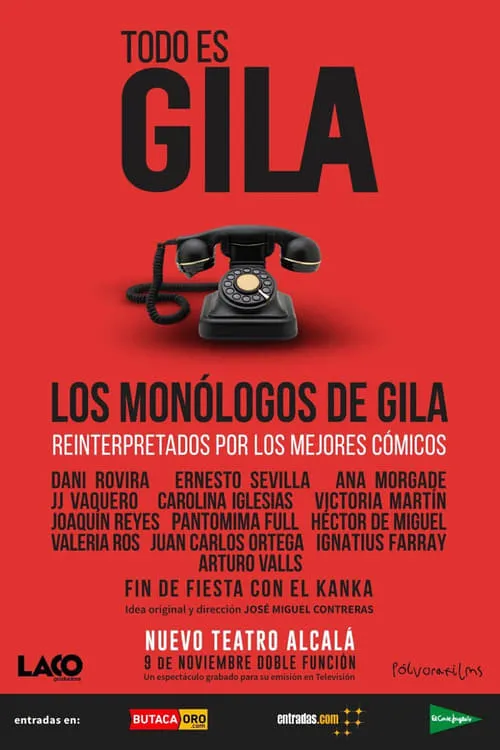 TODO ES
GILA
LOS MONÓLOGOS DE GILA
REINTERPRETADOS POR LOS MEJORES CÓMICOS
DANI ROVIRA ERNESTO SEVILLA ANA MORGADE
JJ VAQUERO CAROLINA IGLESIAS VICTORIA MARTÍN
JOAQUÍN REYES PANTOMIMA FULL HÉCTOR DE MIGUEL
VALERIA ROS JUAN CARLOS ORTEGA IGNATIUS FARRAY
ARTURO VALLS
FIN DE FIESTA CON EL KANKA
Idea original y dirección JOSÉ MIGUEL CONTRERAS
NUEVO TEATRO ALCALÁ
9 DE NOVIEMBRE DOBLE FUNCIÓN
Un espectáculo grabado para su emisión en Televisión
LACO
productora
pólvorafilms
entradas en:
BUTACA ORO.com
entradas.com
El Corte Inglés